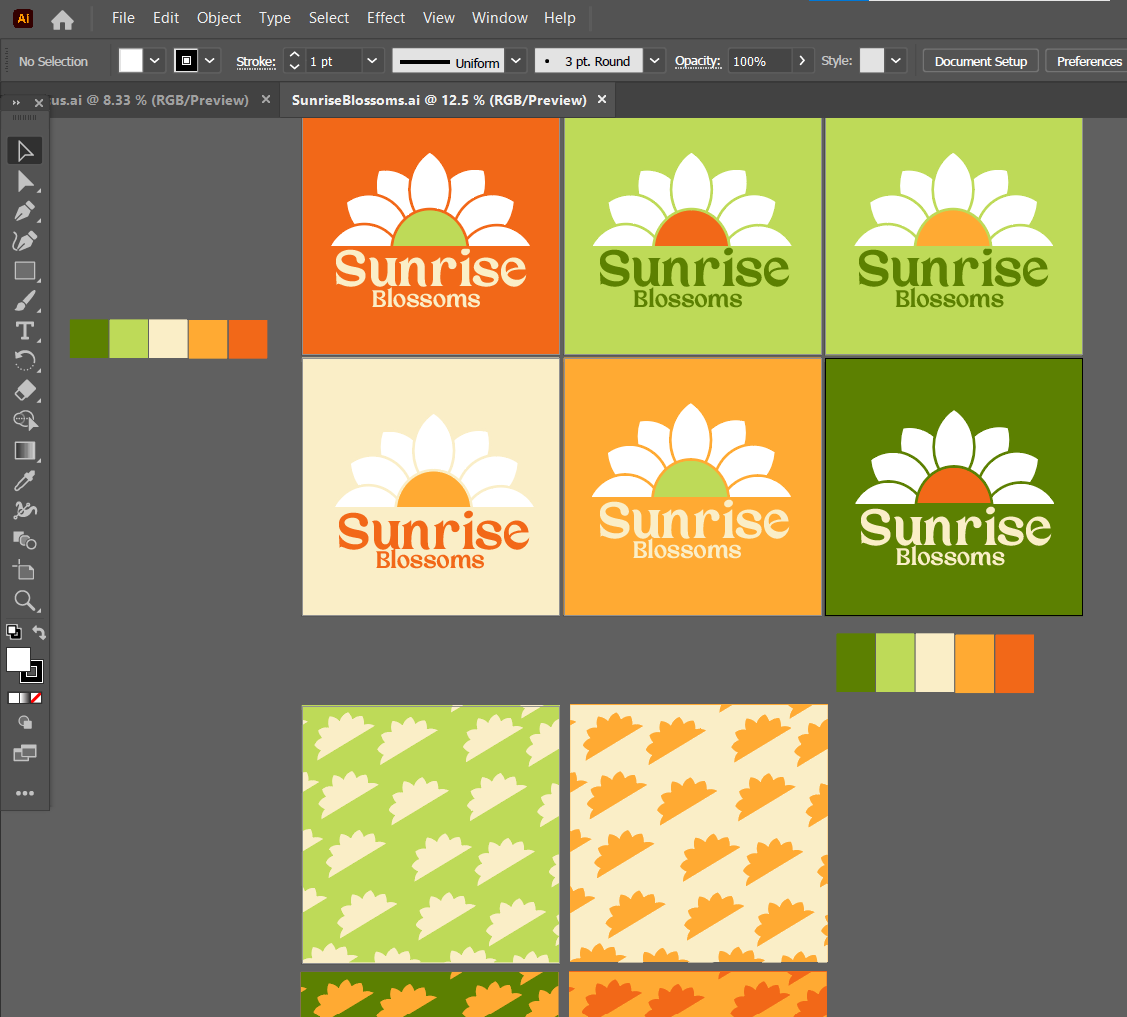 Ai File Edit Object Type Select Effect View Window Help
No Selection Stroke: 1 pt Uniform 3 pt. Round Opacity: 100% Style: Document Setup Preferences
us.ai @ 8.33 % (RGB/Preview) × SunriseBlossoms.ai @ 12.5 % (RGB/Preview) ×
Sunrise
Blossoms
Sunrise
Blossoms
Sunrise
Blossoms
Sunrise
Blossoms
Sunrise
Blossoms
Sunrise
Blossoms